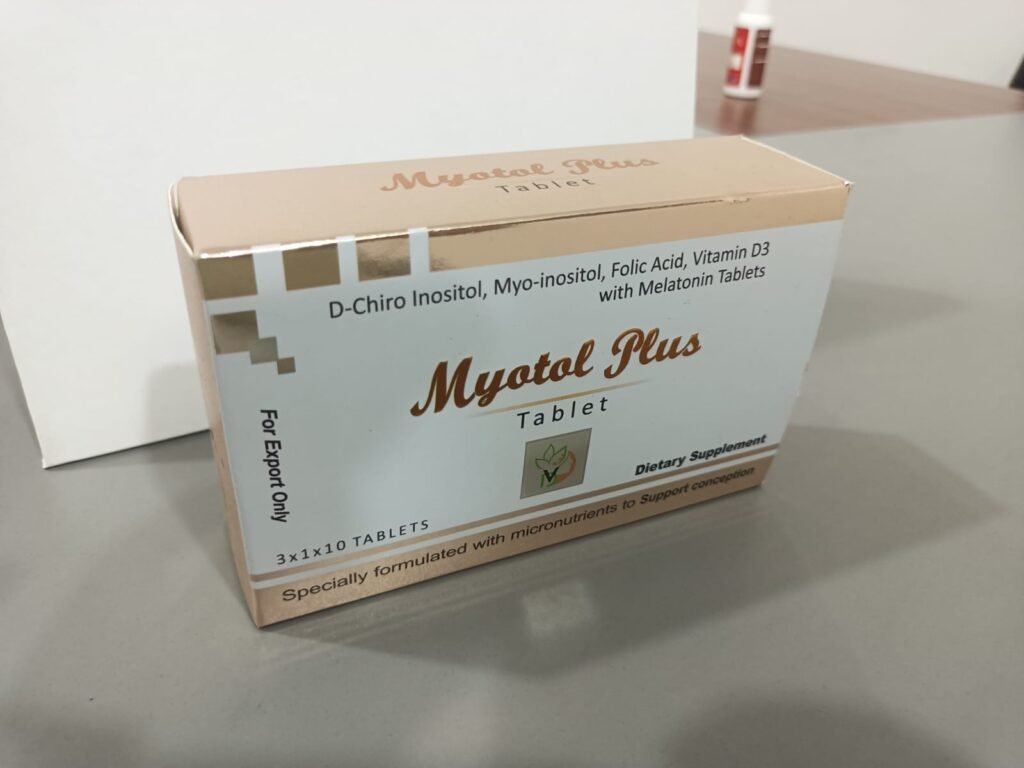 Myotol Plus
Tablet
D-Chiro Inositol, Myo-inositol, Folic Acid, Vitamin D3
with Melatonin Tablets
Myotol Plus
Tablet
For Export Only
Dietary Supplement
3x1x10 TABLETS
Specially formulated with micronutrients to Support conception